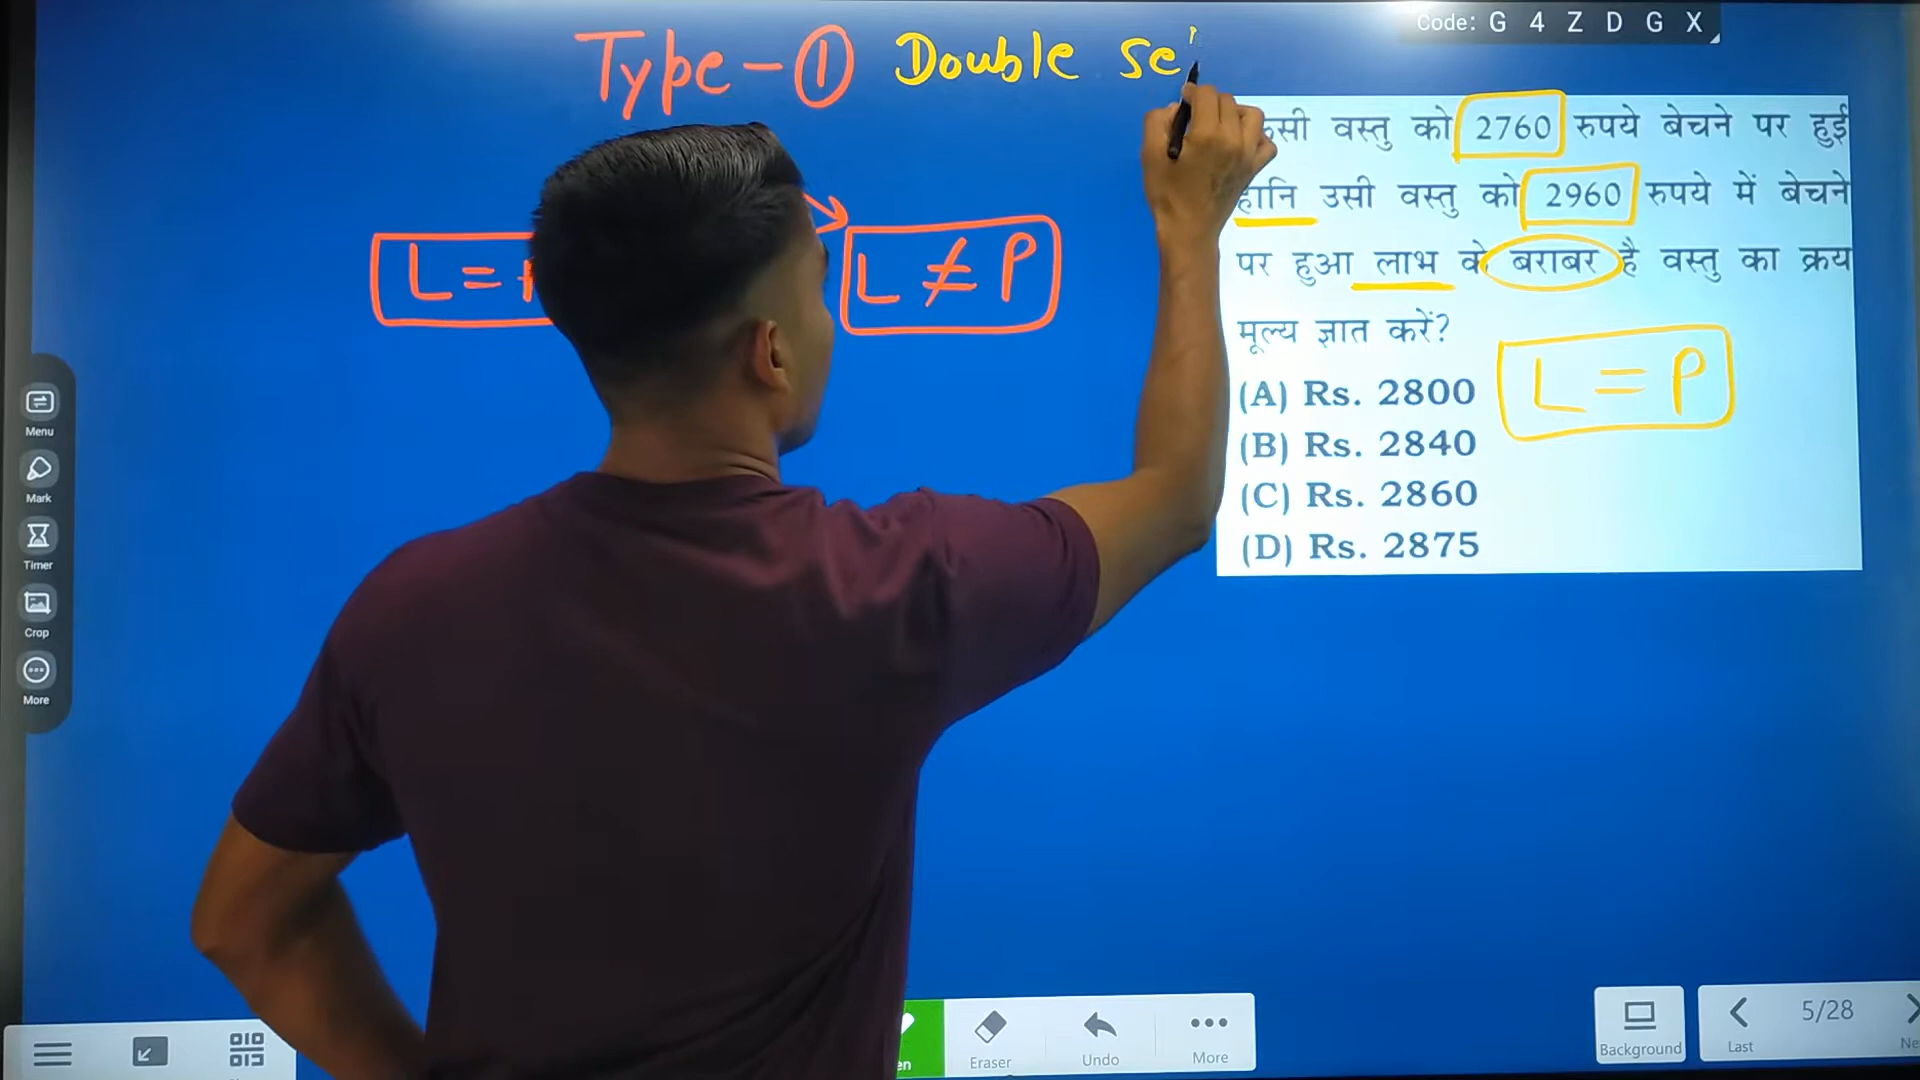 Code: G 4 Z D G X
Type-① Double Se
L =
L ≠ P
वस्तु को 2760 रुपये बेचने पर हुई
हानि उसी वस्तु को 2960 रुपये में बेचने
पर हुआ लाभ के बराबर है वस्तु का क्रय
मूल्य ज्ञात करें?
(A) Rs. 2800
(B) Rs. 2840
(C) Rs. 2860
(D) Rs. 2875
L = P
Menu
Mark
Timer
Crop
More
Eraser
Undo
More
Background
Last
5/28